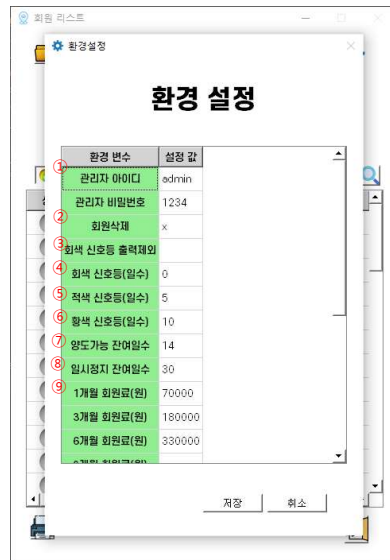 회원 리스트
환경설정
환경 설정
환경 변수 설정 값
① 관리자 아이디 admin
관리자 비밀번호 1234
② 회원삭제 x
③ 회색 신호등 출력제외
④ 회색 신호등(일수) 0
⑤ 적색 신호등(일수) 5
⑥ 황색 신호등(일수) 10
⑦ 양도가능 잔여일수 14
⑧ 일시정지 잔여일수 30
⑨ 1개월 회원료(원) 70000
3개월 회원료(원) 180000
6개월 회원료(원) 330000
저장 취소